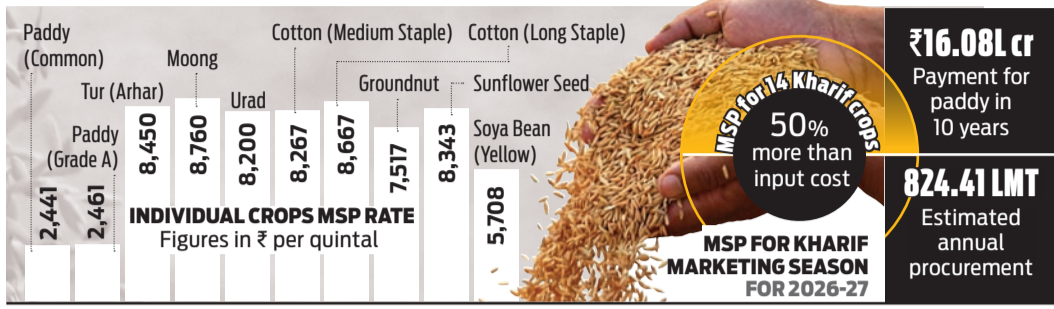 Paddy
(Common)
2,441
Paddy
(Grade A)
2,461
Tur (Arhar)
8,450
Moong
8,760
Urad
8,200
Cotton (Medium Staple)
8,267
Cotton (Long Staple)
8,667
Groundnut
7,517
Sunflower Seed
8,343
Soya Bean
(Yellow)
5,708
INDIVIDUAL CROPS MSP RATE
Figures in ₹ per quintal
MSP for 14 Kharif crops
50%
more than
input cost
MSP FOR KHARIF
MARKETING SEASON
FOR 2026-27
₹16.08L cr
Payment for
paddy in
10 years
824.41 LMT
Estimated
annual
procurement